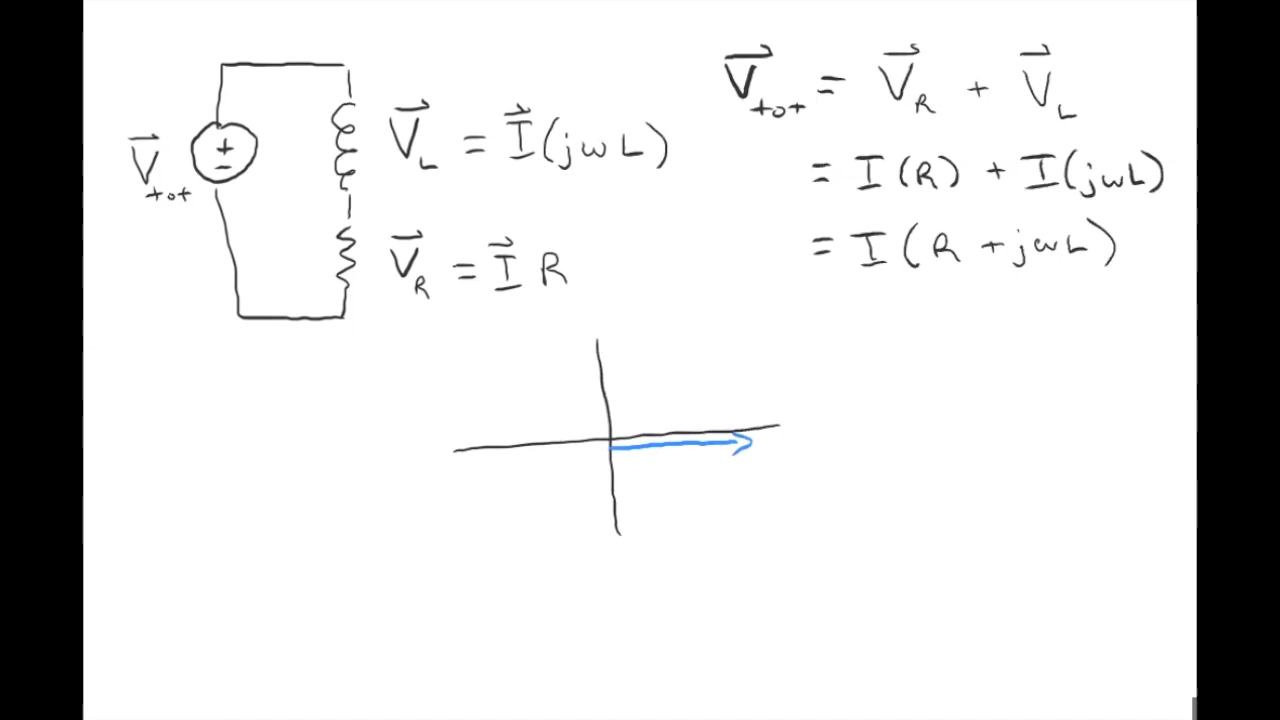 V⃗tot
+
−
V⃗L = I⃗(jωL)
V⃗R = I⃗ R
V⃗tot = V⃗R + V⃗L
= I(R) + I(jωL)
= I(R + jωL)